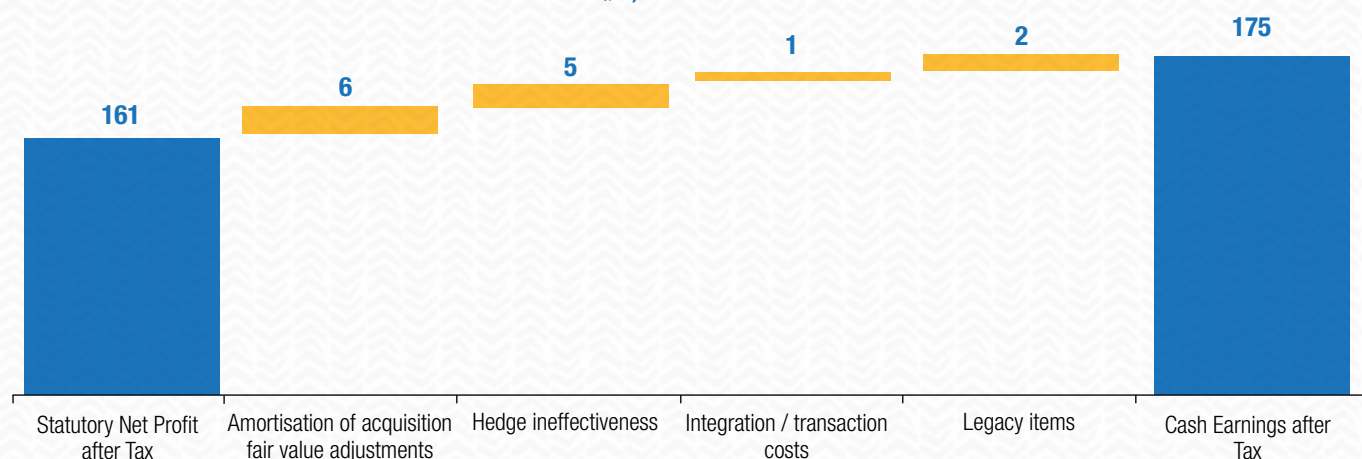 161
6
5
1
2
175
Statutory Net Profit
after Tax
Amortisation of acquisition
fair value adjustments
Hedge ineffectiveness
Integration / transaction
costs
Legacy items
Cash Earnings after
Tax